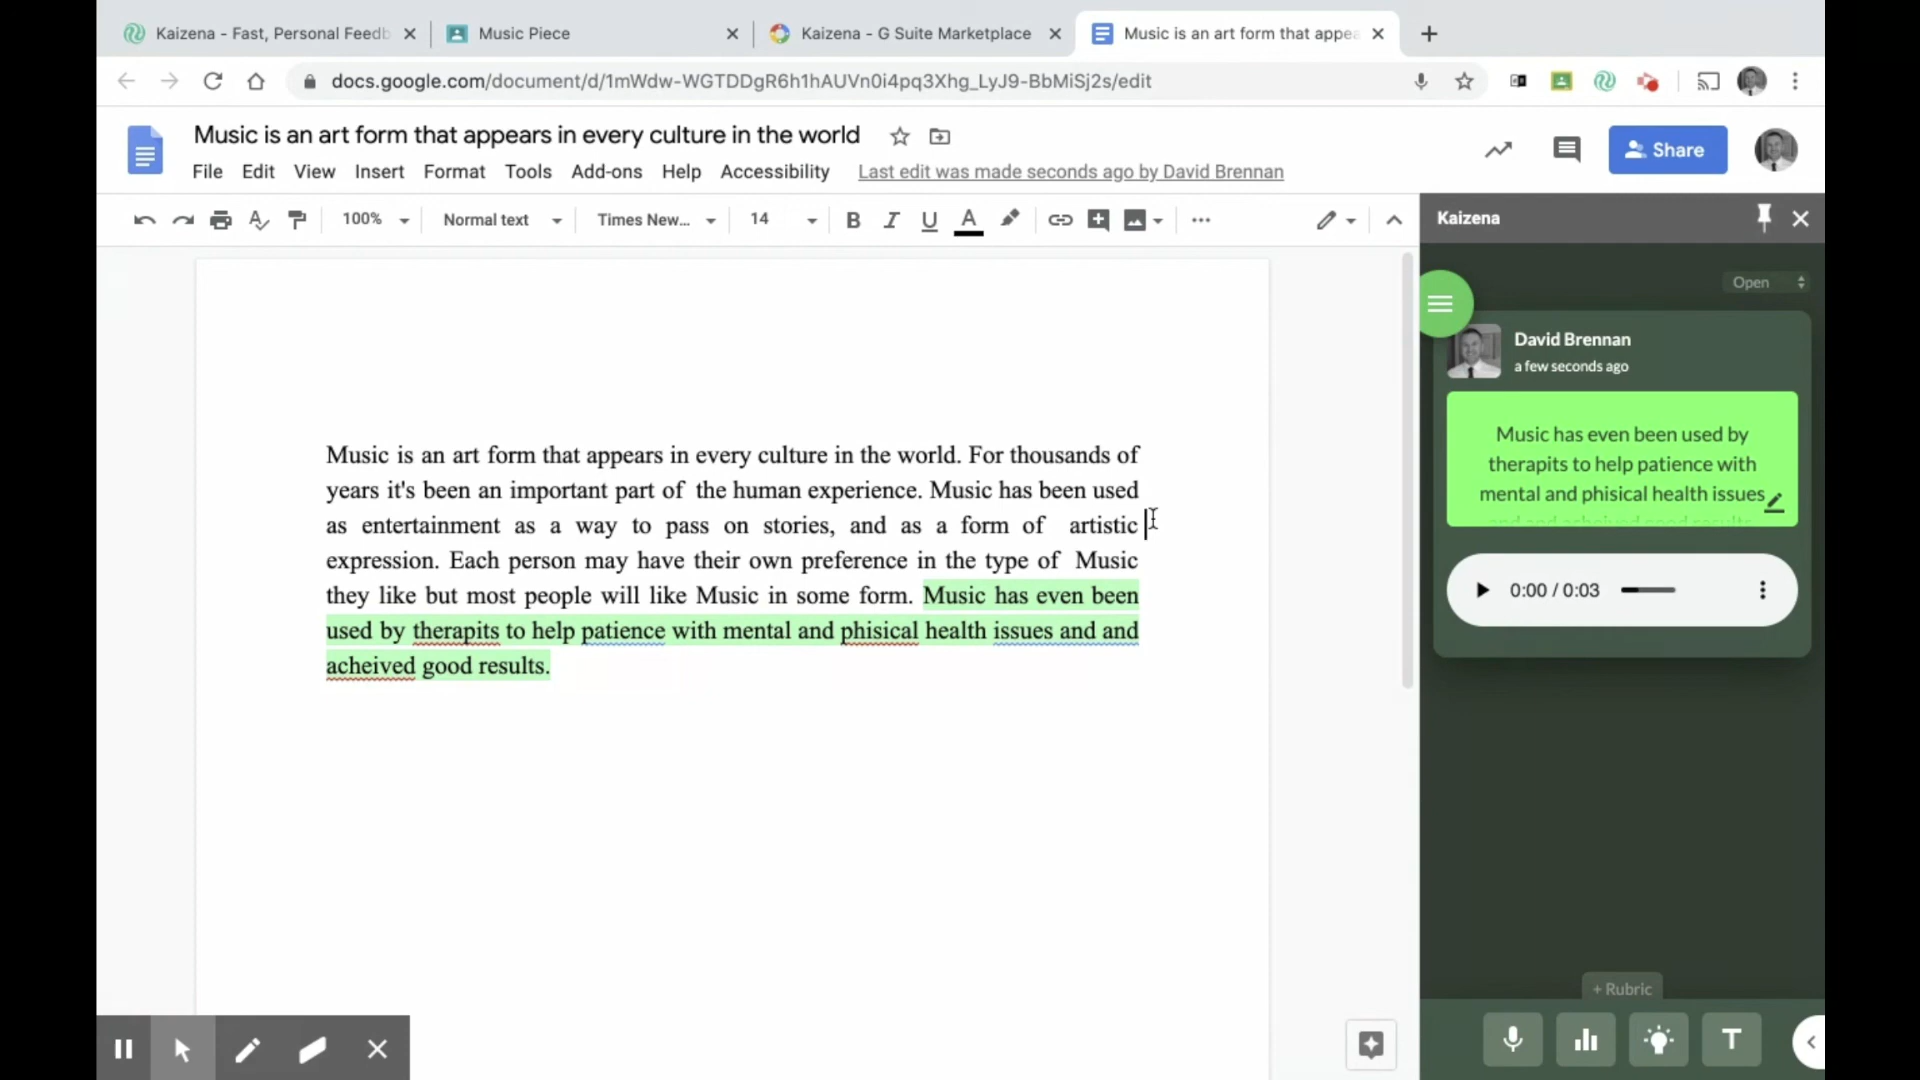 Kaizena - Fast, Personal Feedb
Music Piece
Kaizena - G Suite Marketplace
Music is an art form that appea
docs.google.com/document/d/1mWdw-WGTDDgR6h1hAUVn0i4pq3Xhg_LyJ9-BbMiSj2s/edit
Music is an art form that appears in every culture in the world
Share
File Edit View Insert Format Tools Add-ons Help Accessibility Last edit was made seconds ago by David Brennan
100% Normal text Times New... 14 B I U A
Kaizena
Open
David Brennan
a few seconds ago
Music has even been used by
therapits to help patience with
mental and phisical health issues
and and acheived good results.
0:00 / 0:03
Music is an art form that appears in every culture in the world. For thousands of
years it's been an important part of the human experience. Music has been used
as entertainment as a way to pass on stories, and as a form of artistic
expression. Each person may have their own preference in the type of Music
they like but most people will like Music in some form. Music has even been
used by therapits to help patience with mental and phisical health issues and and
acheived good results.
+ Rubric
T